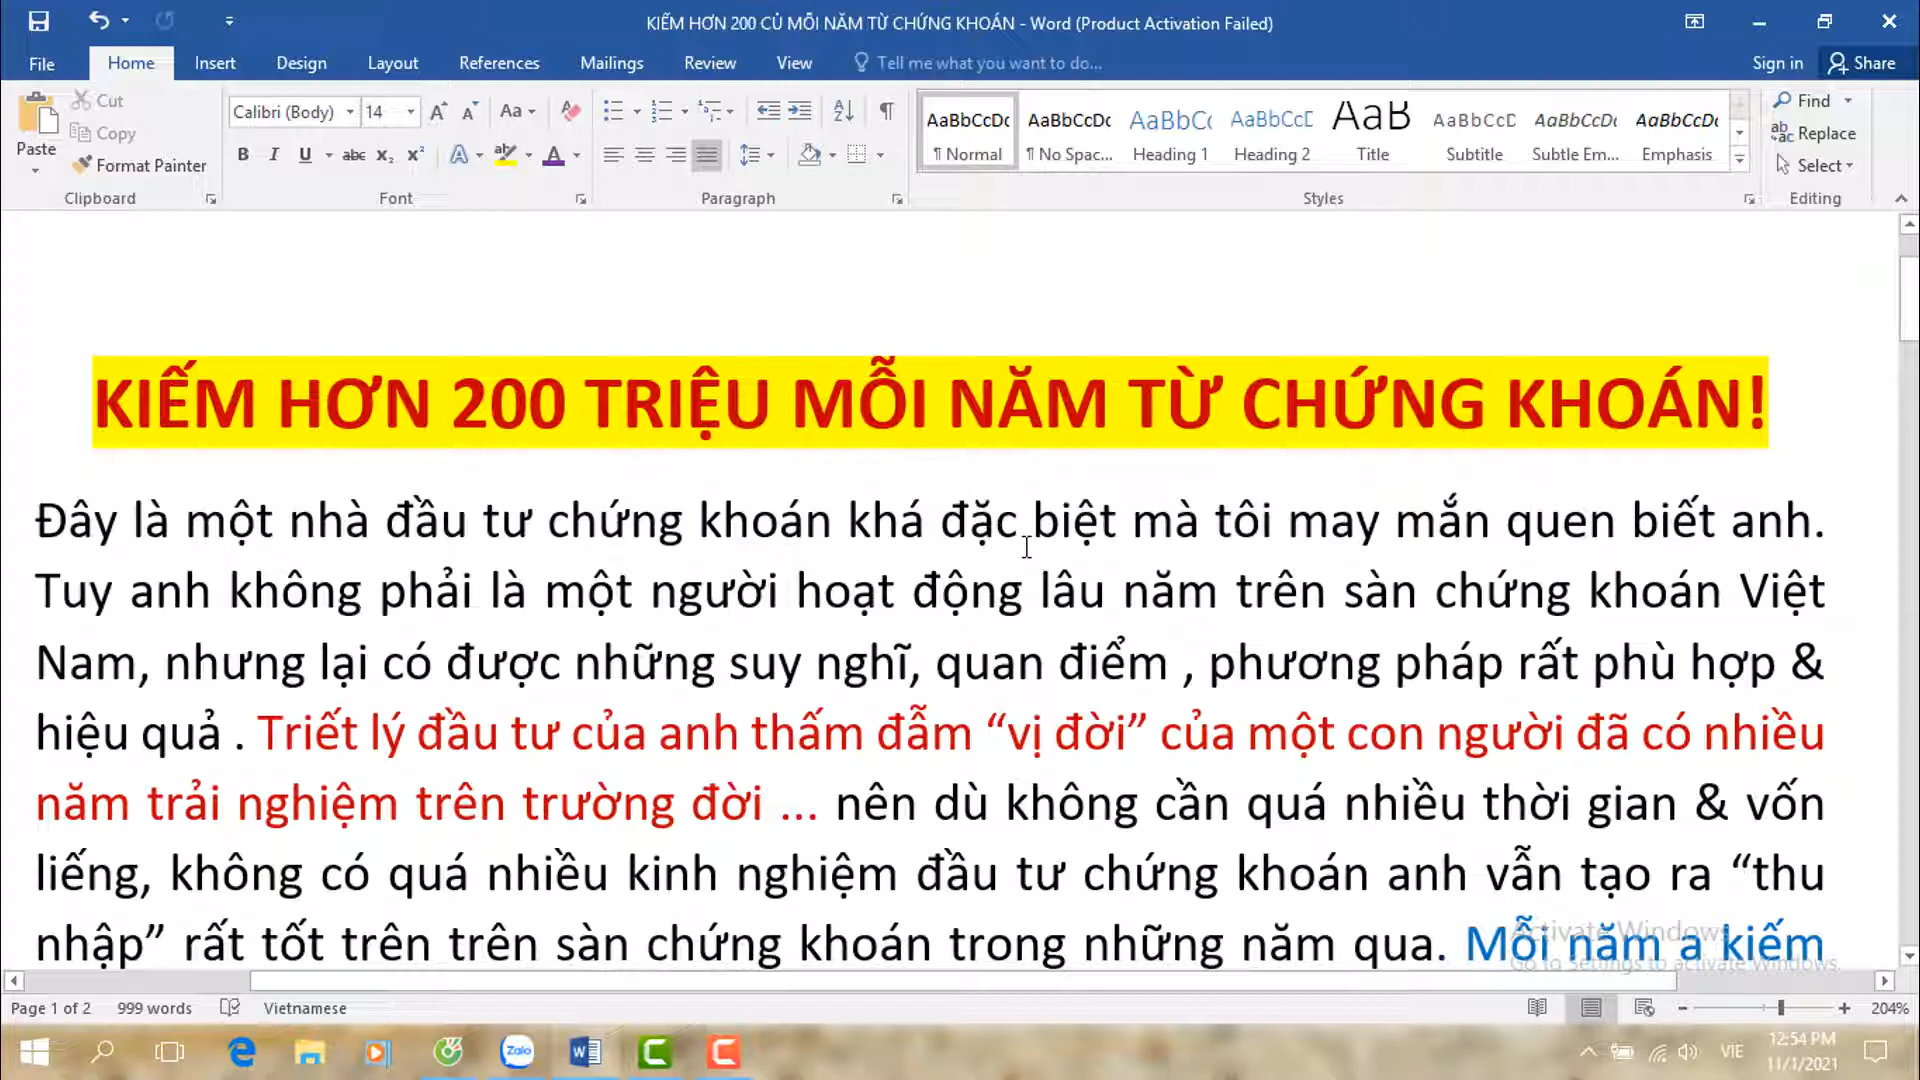 KIẾM HƠN 200 CỦ MỖI NĂM TỪ CHỨNG KHOÁN - Word (Product Activation Failed)
File Home Insert Design Layout References Mailings Review View Tell me what you want to do... Sign in Share
Paste Cut Copy Format Painter Clipboard
Calibri (Body) 14 Aa B I U abc X₂ X² A A Font
Paragraph
AaBbCcDc AaBbCcDc AaBbCc AaBbCcE AaB AaBbCcD AaBbCcDc AaBbCcDc
¶ Normal ¶ No Spac... Heading 1 Heading 2 Title Subtitle Subtle Em... Emphasis
Styles
Find Replace Select Editing
KIẾM HƠN 200 TRIỆU MỖI NĂM TỪ CHỨNG KHOÁN!
Đây là một nhà đầu tư chứng khoán khá đặc biệt mà tôi may mắn quen biết anh.
Tuy anh không phải là một người hoạt động lâu năm trên sàn chứng khoán Việt
Nam, nhưng lại có được những suy nghĩ, quan điểm , phương pháp rất phù hợp &
hiệu quả . Triết lý đầu tư của anh thấm đẫm “vị đời” của một con người đã có nhiều
năm trải nghiệm trên trường đời ... nên dù không cần quá nhiều thời gian & vốn
liếng, không có quá nhiều kinh nghiệm đầu tư chứng khoán anh vẫn tạo ra “thu
nhập” rất tốt trên trên sàn chứng khoán trong những năm qua. Mỗi năm a kiếm
Activate Windows
Go to Settings to activate Windows.
Page 1 of 2 999 words Vietnamese 204%
Zalo VIE 12:54 PM
11/1/2021